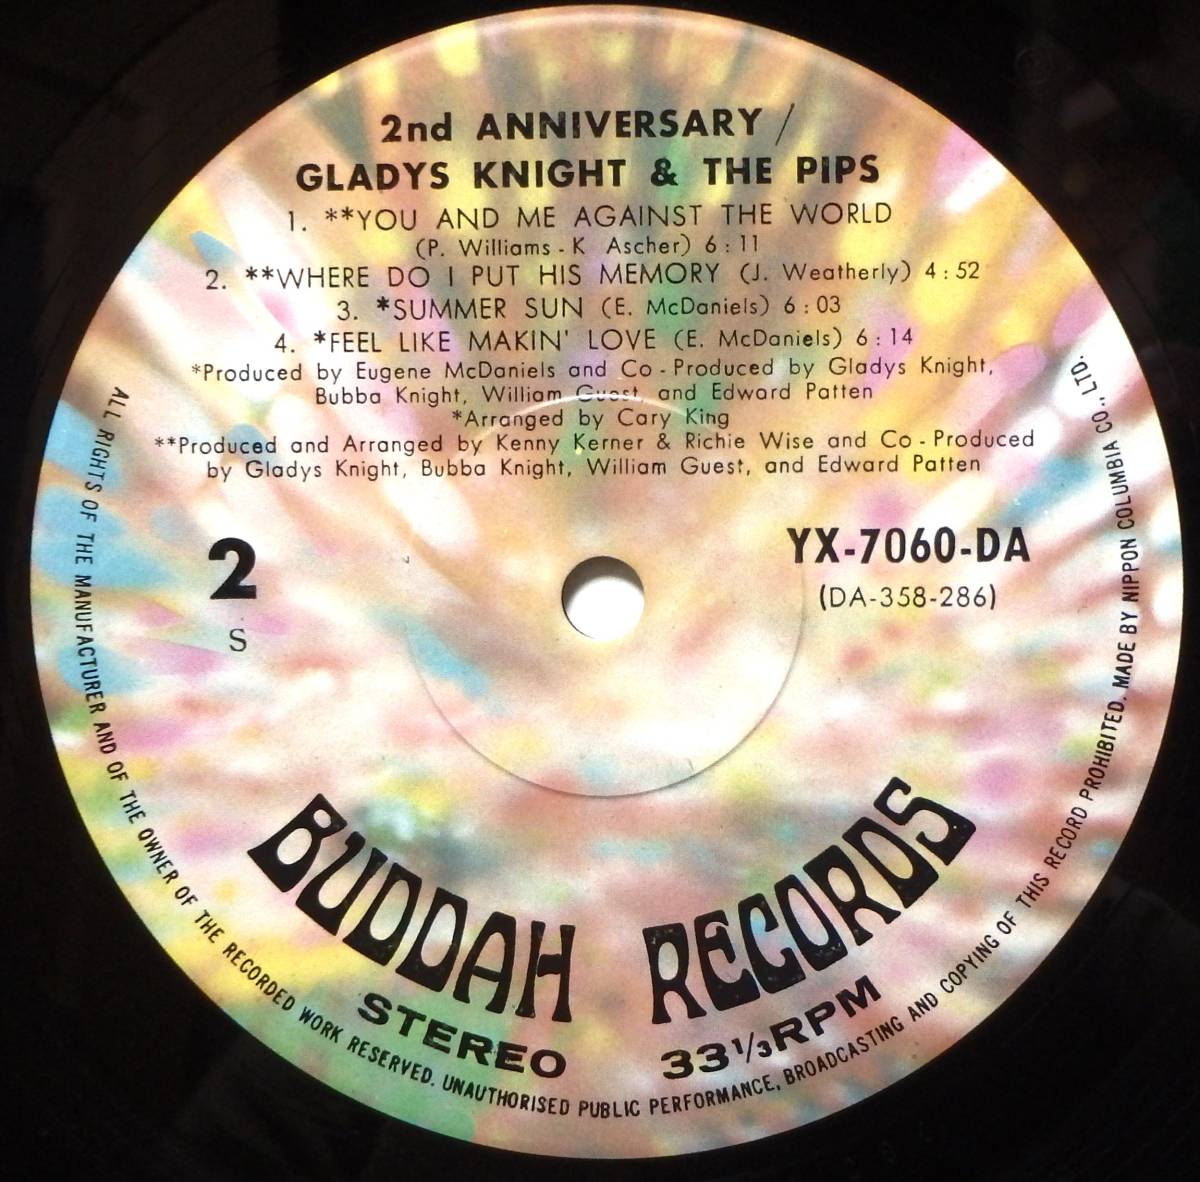 2nd ANNIVERSARY /
GLADYS KNIGHT & THE PIPS
1. **YOU AND ME AGAINST THE WORLD
(P. Williams - K Ascher) 6 : 11
2. **WHERE DO I PUT HIS MEMORY (J. Weatherly) 4 : 52
3. *SUMMER SUN (E. McDaniels) 6 : 03
4. *FEEL LIKE MAKIN' LOVE (E. McDaniels) 6 : 14
*Produced by Eugene McDaniels and Co - Produced by Gladys Knight,
Bubba Knight, William Guest, and Edward Patten
*Arranged by Cary King
**Produced and Arranged by Kenny Kerner & Richie Wise and Co - Produced
by Gladys Knight, Bubba Knight, William Guest, and Edward Patten
2
S
YX-7060-DA
(DA-358-286)
BUDDAH RECORDS
STEREO 33 1/3 RPM
ALL RIGHTS OF THE MANUFACTURER AND OF THE OWNER OF THE RECORDED WORK RESERVED. UNAUTHORISED PUBLIC PERFORMANCE, BROADCASTING AND COPYING OF THIS RECORD PROHIBITED. MADE BY NIPPON COLUMBIA CO., LTD.